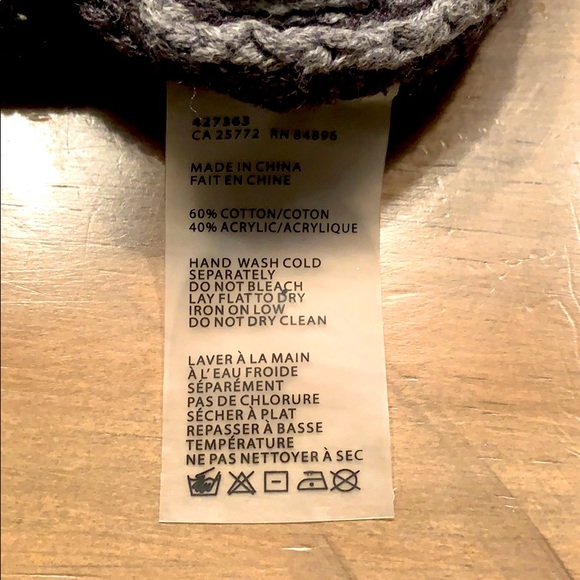 427363
CA 25772 RN 84896
MADE IN CHINA
FAIT EN CHINE
60% COTTON/COTON
40% ACRYLIC/ACRYLIQUE
HAND WASH COLD
SEPARATELY
DO NOT BLEACH
LAY FLAT TO DRY
IRON ON LOW
DO NOT DRY CLEAN
LAVER À LA MAIN
À L'EAU FROIDE
SÉPARÉMENT
PAS DE CHLORURE
SÉCHER À PLAT
REPASSER À BASSE
TEMPÉRATURE
NE PAS NETTOYER À SEC